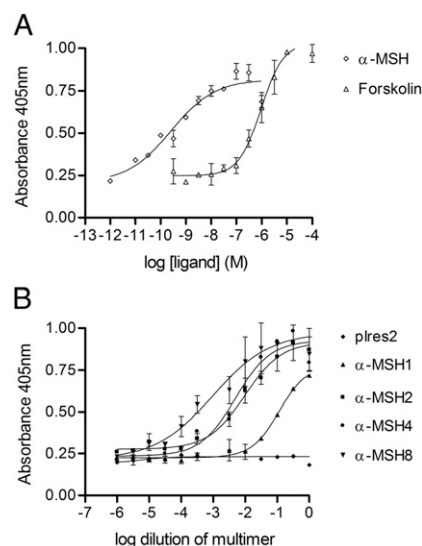 A
Absorbance 405nm
1.00
0.75
0.50
0.25
0.00
-13 -12 -11 -10 -9 -8 -7 -6 -5 -4 -3
log [ligand] (M)
α-MSH
Forskolin
B
Absorbance 405nm
1.00
0.75
0.50
0.25
0.00
-7 -6 -5 -4 -3 -2 -1 0
log dilution of multimer
pIres2
α-MSH1
α-MSH2
α-MSH4
α-MSH8